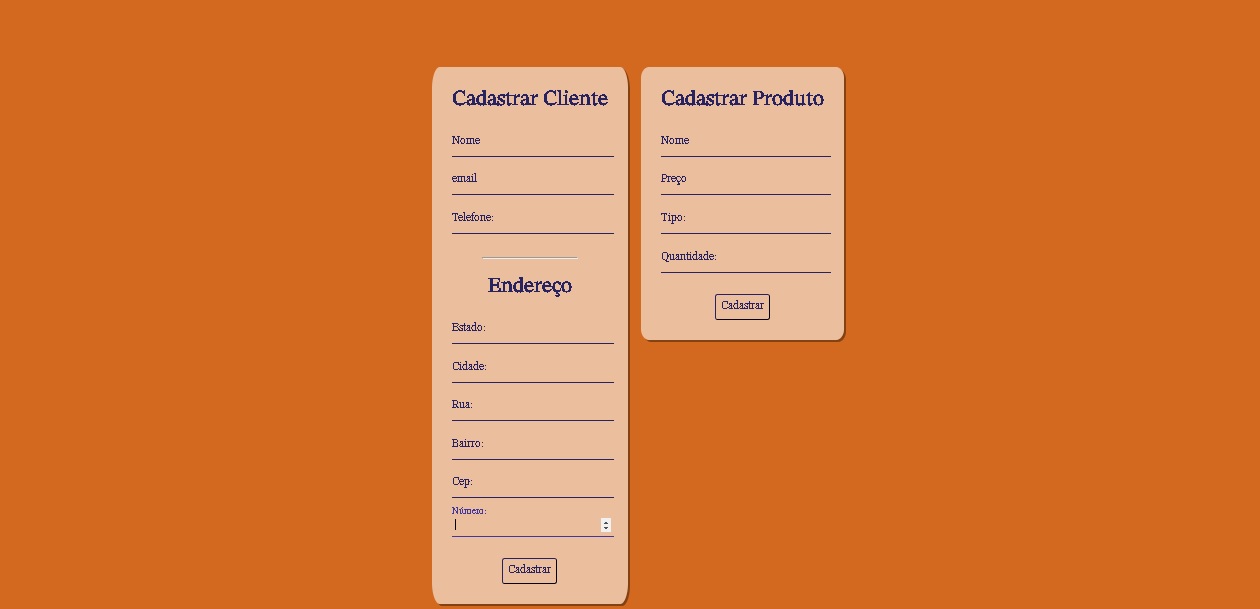 Cadastrar Cliente
Nome
email
Telefone:
Endereço
Estado:
Cidade:
Rua:
Bairro:
Cep:
Número:
Cadastrar
Cadastrar Produto
Nome
Preço
Tipo:
Quantidade:
Cadastrar